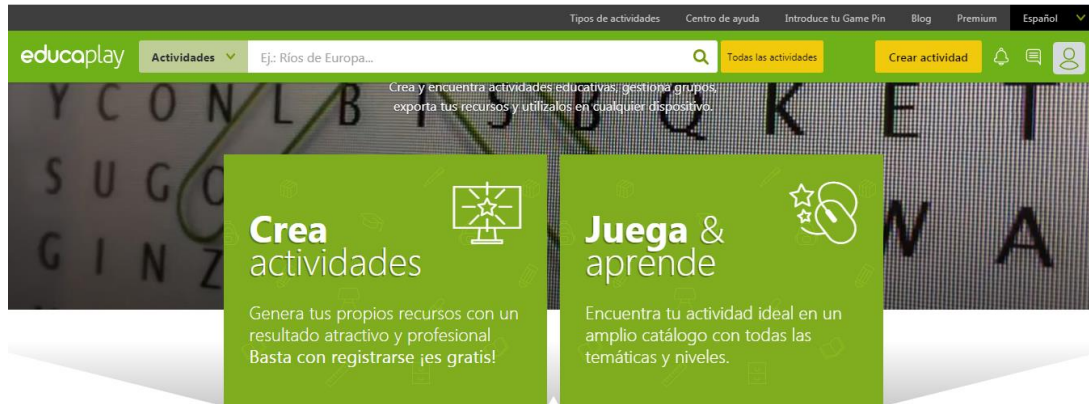 Tipos de actividades Centro de ayuda Introduce tu Game Pin Blog Premium Español
educaplay Actividades Ej.: Ríos de Europa... Todas las actividades Crear actividad
Crea y encuentra actividades educativas, gestiona grupos,
exporta tus recursos y utilízalos en cualquier dispositivo.
Y C O N L B I S B Q K E T
S U G O
W A
G I N Z
Crea
actividades
Genera tus propios recursos con un
resultado atractivo y profesional
Basta con registrarse ¡es gratis!
Juega &
aprende
Encuentra tu actividad ideal en un
amplio catálogo con todas las
temáticas y niveles.